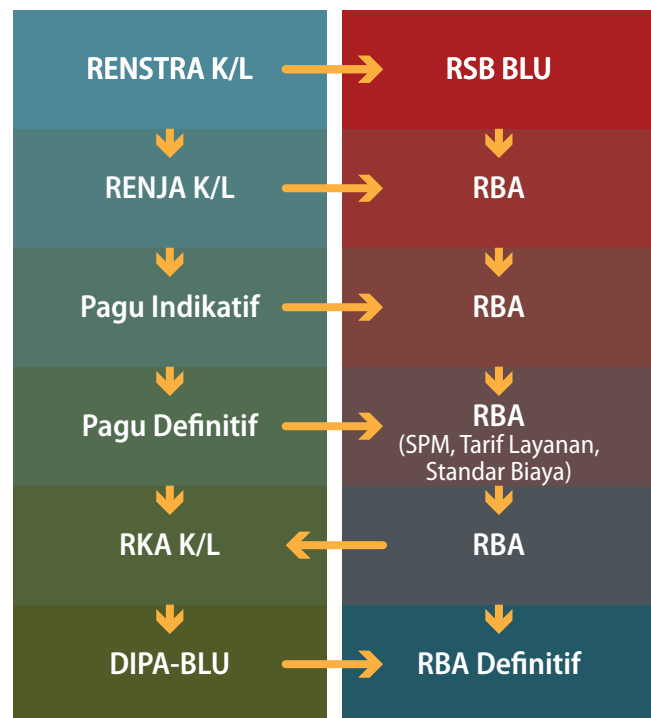 RENSTRA K/L
RSB BLU
RENJA K/L
RBA
Pagu Indikatif
RBA
Pagu Definitif
RBA
(SPM, Tarif Layanan,
Standar Biaya)
RKA K/L
RBA
DIPA-BLU
RBA Definitif